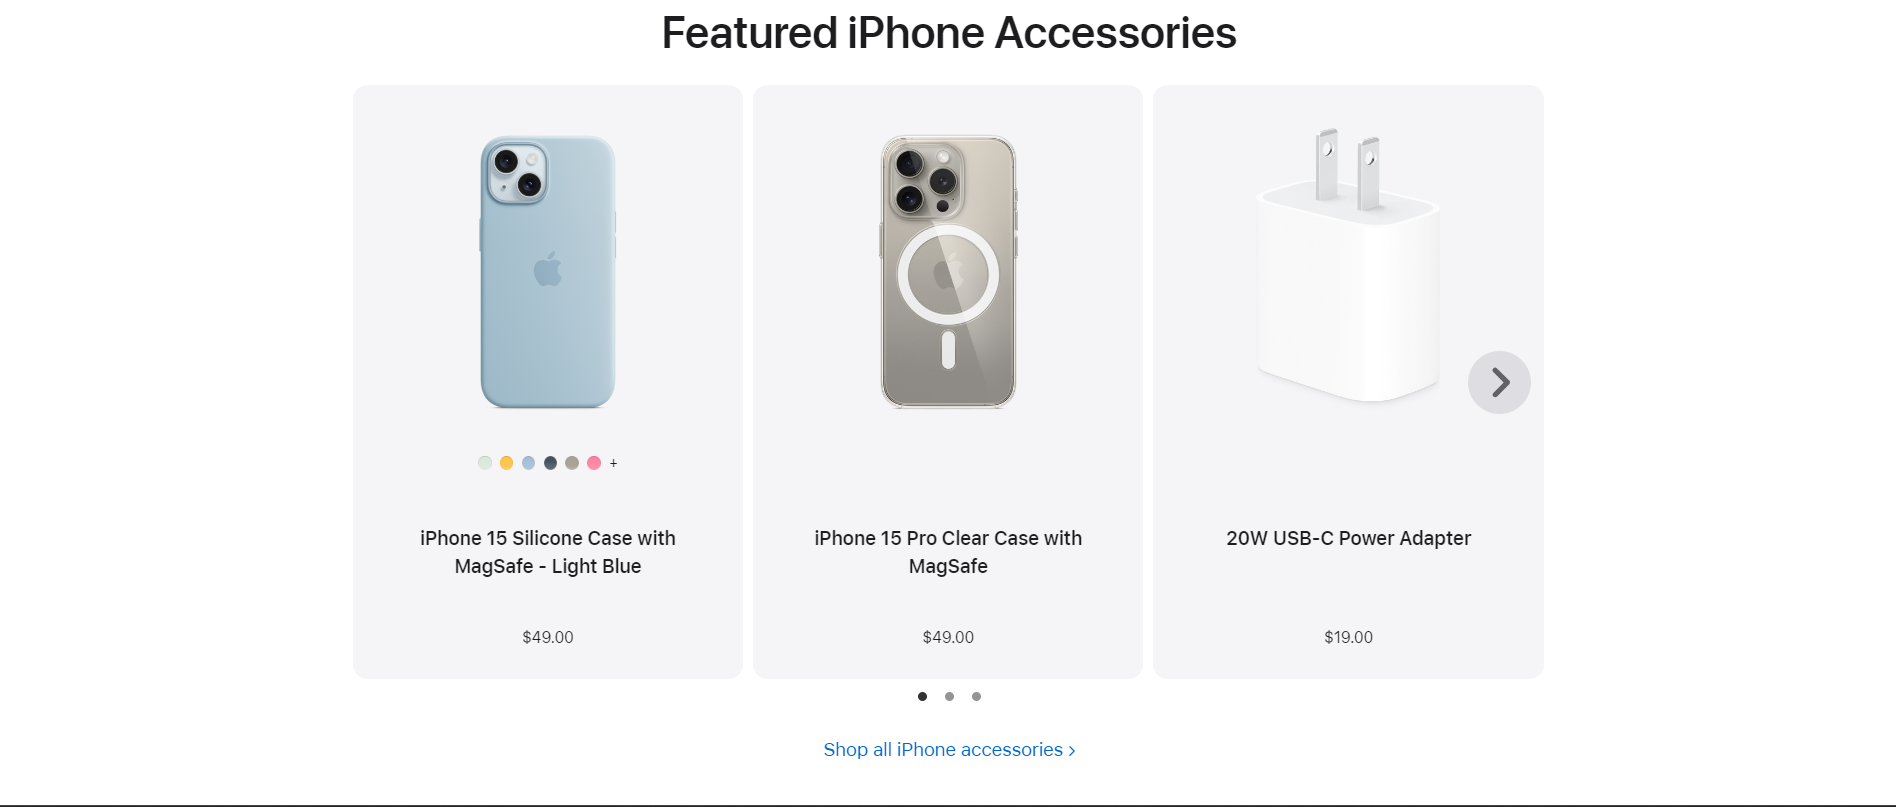 Featured iPhone Accessories
+
iPhone 15 Silicone Case with
MagSafe - Light Blue
$49.00
iPhone 15 Pro Clear Case with
MagSafe
$49.00
20W USB-C Power Adapter
$19.00
Shop all iPhone accessories >